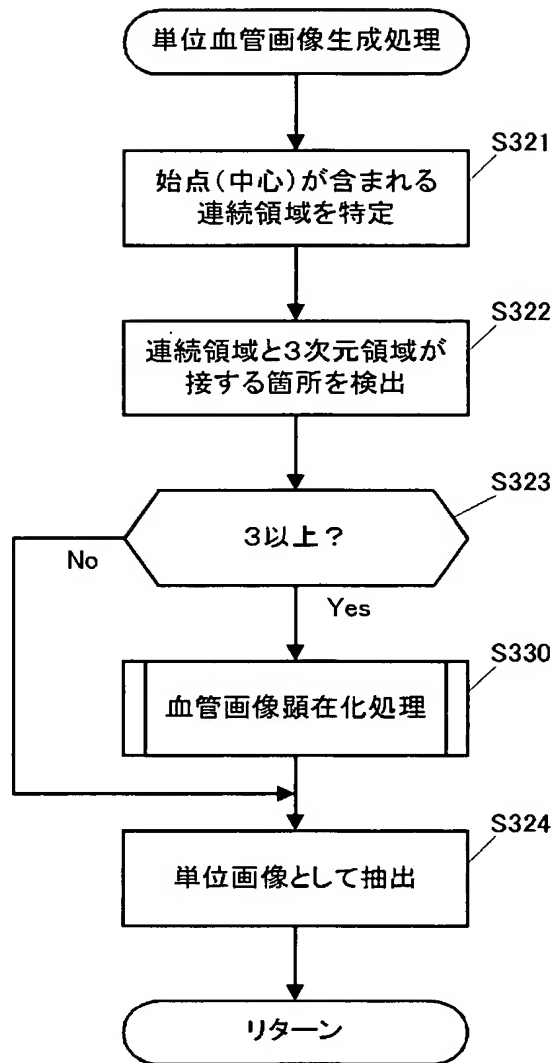 単位血管画像生成処理
S321
始点(中心)が含まれる
連続領域を特定
S322
連続領域と3次元領域が
接する箇所を検出
S323
3以上?
No
Yes
S330
血管画像顕在化処理
S324
単位画像として抽出
リターン